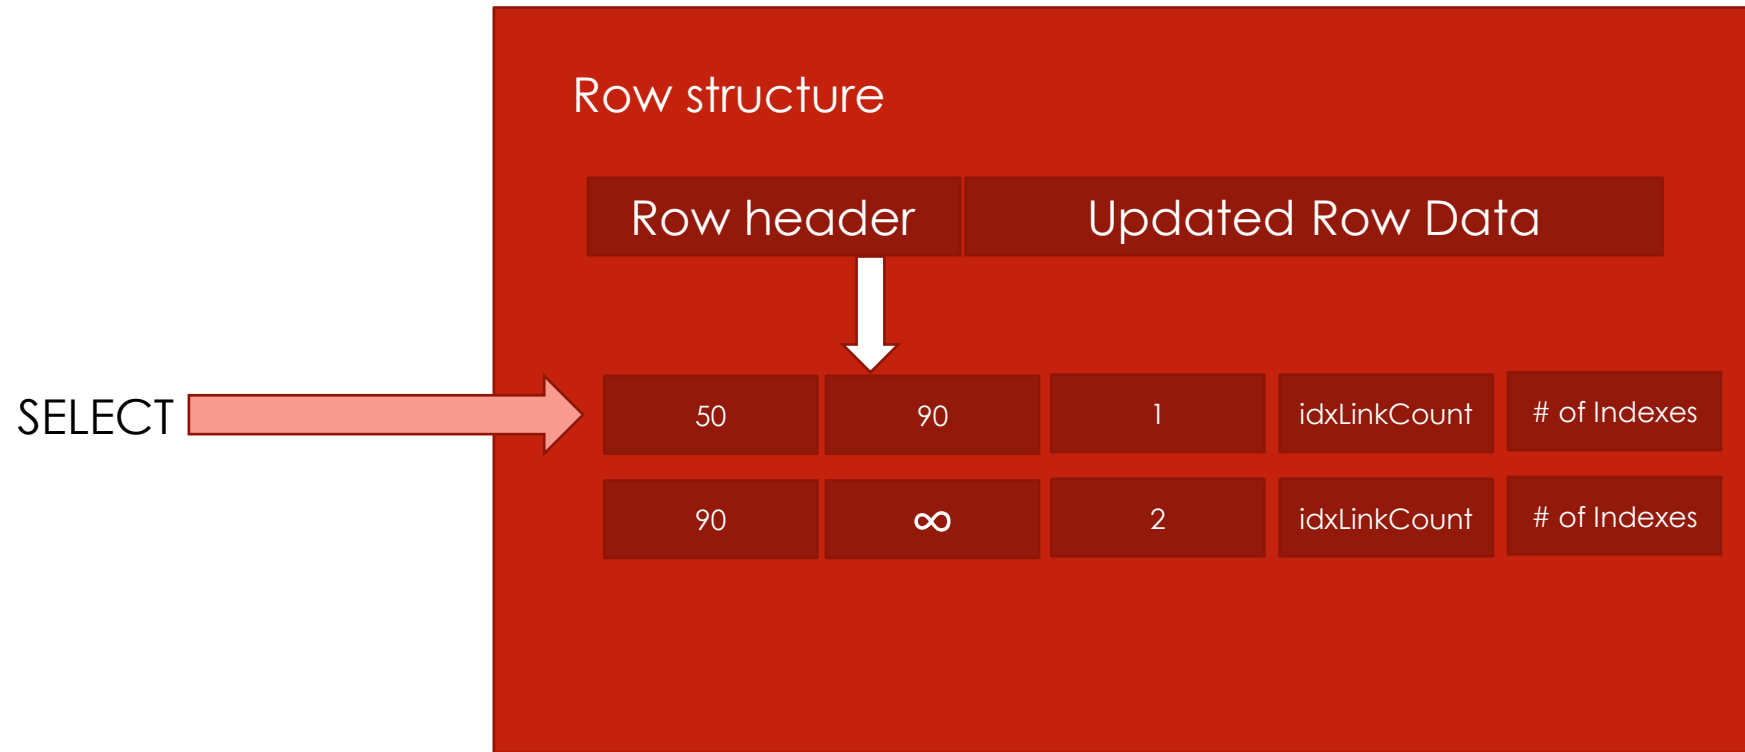 Row structure
Row header Updated Row Data
SELECT 50 90 1 idxLinkCount # of Indexes
90 ∞ 2 idxLinkCount # of Indexes